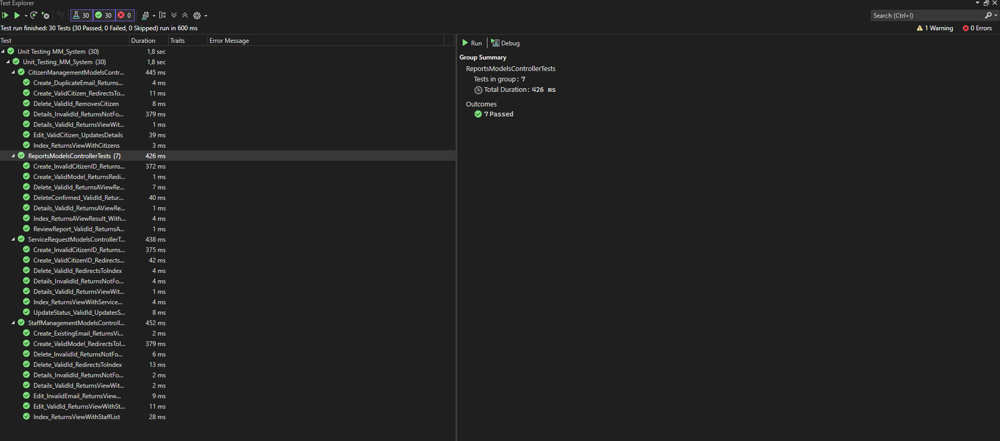 Test Explorer
30 30 0
Search (Ctrl+I)
Test run finished: 30 Tests (30 Passed, 0 Failed, 0 Skipped) run in 600 ms
1 Warning 0 Errors
Test Duration Traits Error Message
Unit Testing MM_System (30) 1,8 sec
Unit_Testing_MM_System (30) 1,8 sec
CitizenManagementModelsContr... 445 ms
Create_DuplicateEmail_Returns... 4 ms
Create_ValidCitizen_RedirectsTo... 11 ms
Delete_ValidId_RemovesCitizen 8 ms
Details_InvalidId_ReturnsNotFo... 379 ms
Details_ValidId_ReturnsViewWit... 1 ms
Edit_ValidCitizen_UpdatesDetails 39 ms
Index_ReturnsViewWithCitizens 3 ms
ReportsModelsControllerTests (7) 426 ms
Create_InvalidCitizenID_Returns... 372 ms
Create_ValidModel_ReturnsRedi... 1 ms
Delete_ValidId_ReturnsAViewRe... 7 ms
DeleteConfirmed_ValidId_Retur... 40 ms
Details_ValidId_ReturnsAViewRe... 1 ms
Index_ReturnsAViewResult_With... 4 ms
ReviewReport_ValidId_ReturnsA... 1 ms
ServiceRequestModelsControllerT... 438 ms
Create_InvalidCitizenID_Returns... 375 ms
Create_ValidCitizenID_Redirects... 42 ms
Delete_ValidId_RedirectsToIndex 4 ms
Details_InvalidId_ReturnsNotFo... 4 ms
Details_ValidId_ReturnsViewWit... 1 ms
Index_ReturnsViewWithService... 4 ms
UpdateStatus_ValidId_UpdatesS... 8 ms
StaffManagementModelsControll... 452 ms
Create_ExistingEmail_ReturnsVi... 2 ms
Create_ValidModel_RedirectsToI... 379 ms
Delete_InvalidId_ReturnsNotFo... 6 ms
Delete_ValidId_RedirectsToIndex 13 ms
Details_InvalidId_ReturnsNotFo... 2 ms
Details_ValidId_ReturnsViewWit... 2 ms
Edit_InvalidEmail_ReturnsView... 9 ms
Edit_ValidId_ReturnsViewWithSt... 11 ms
Index_ReturnsViewWithStaffList 28 ms
Run Debug
Group Summary
ReportsModelsControllerTests
Tests in group: 7
Total Duration: 426 ms
Outcomes
7 Passed